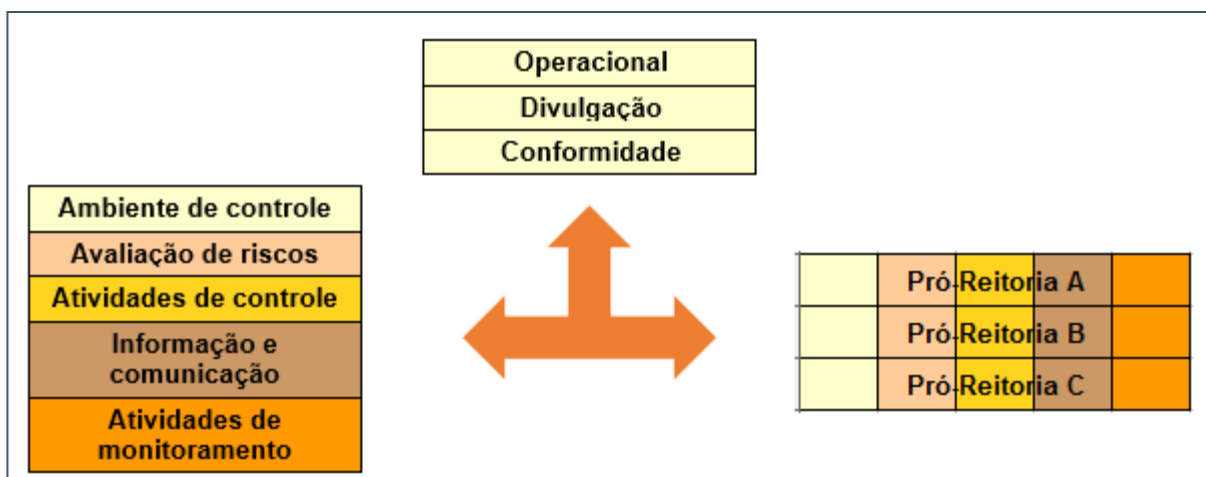 Operacional
Divulgação
Conformidade
Ambiente de controle
Avaliação de riscos
Atividades de controle
Informação e
comunicação
Atividades de
monitoramento
Pró-Reitoria A
Pró-Reitoria B
Pró-Reitoria C